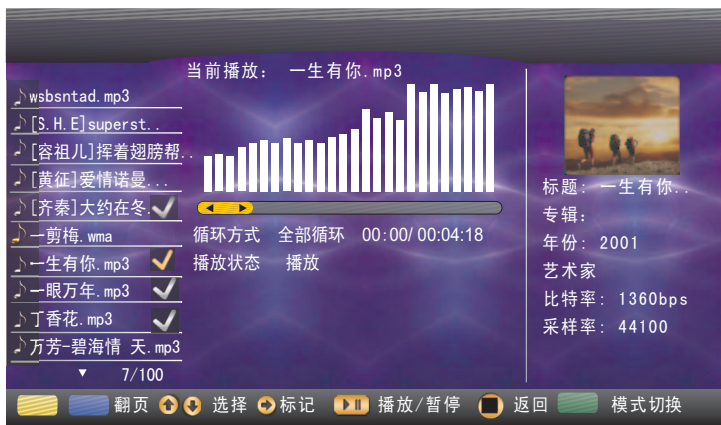 当前播放： 一生有你.mp3
wsbsntad.mp3
[S.H.E]superst..
[容祖儿]挥着翅膀帮..
[黄征]爱情诺曼...
[齐秦]大约在冬.
一剪梅.wma
一生有你.mp3
一眼万年.mp3
丁香花.mp3
万芳-碧海情 天.mp3
7/100
循环方式 全部循环 00:00/00:04:18
播放状态 播放
标题： 一生有你..
专辑：
年份： 2001
艺术家
比特率： 1360bps
采样率： 44100
翻页 选择 标记 播放/暂停 返回 模式切换